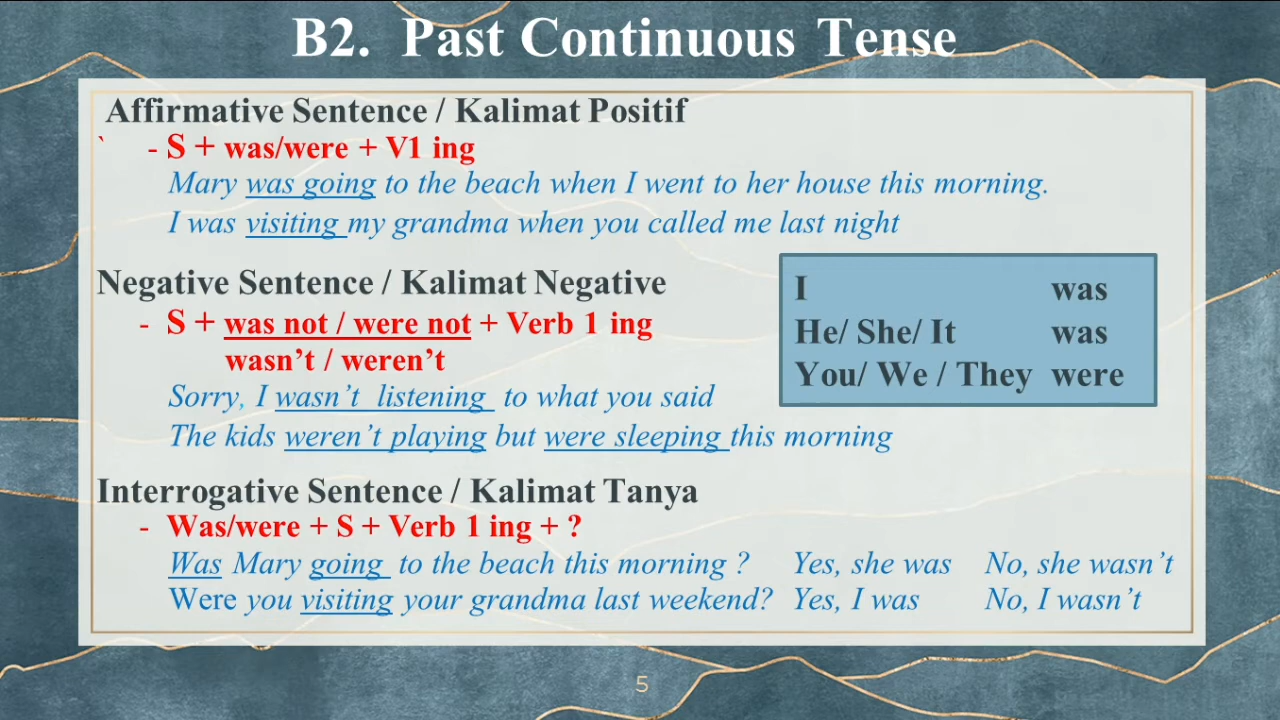 B2. Past Continuous Tense
Affirmative Sentence / Kalimat Positif
` - S + was/were + V1 ing
Mary was going to the beach when I went to her house this morning.
I was visiting my grandma when you called me last night
Negative Sentence / Kalimat Negative
- S + was not / were not + Verb 1 ing
wasn’t / weren’t
Sorry, I wasn’t listening to what you said
The kids weren’t playing but were sleeping this morning
I was
He/ She/ It was
You/ We / They were
Interrogative Sentence / Kalimat Tanya
- Was/were + S + Verb 1 ing + ?
Was Mary going to the beach this morning ? Yes, she was No, she wasn’t
Were you visiting your grandma last weekend? Yes, I was No, I wasn’t
5